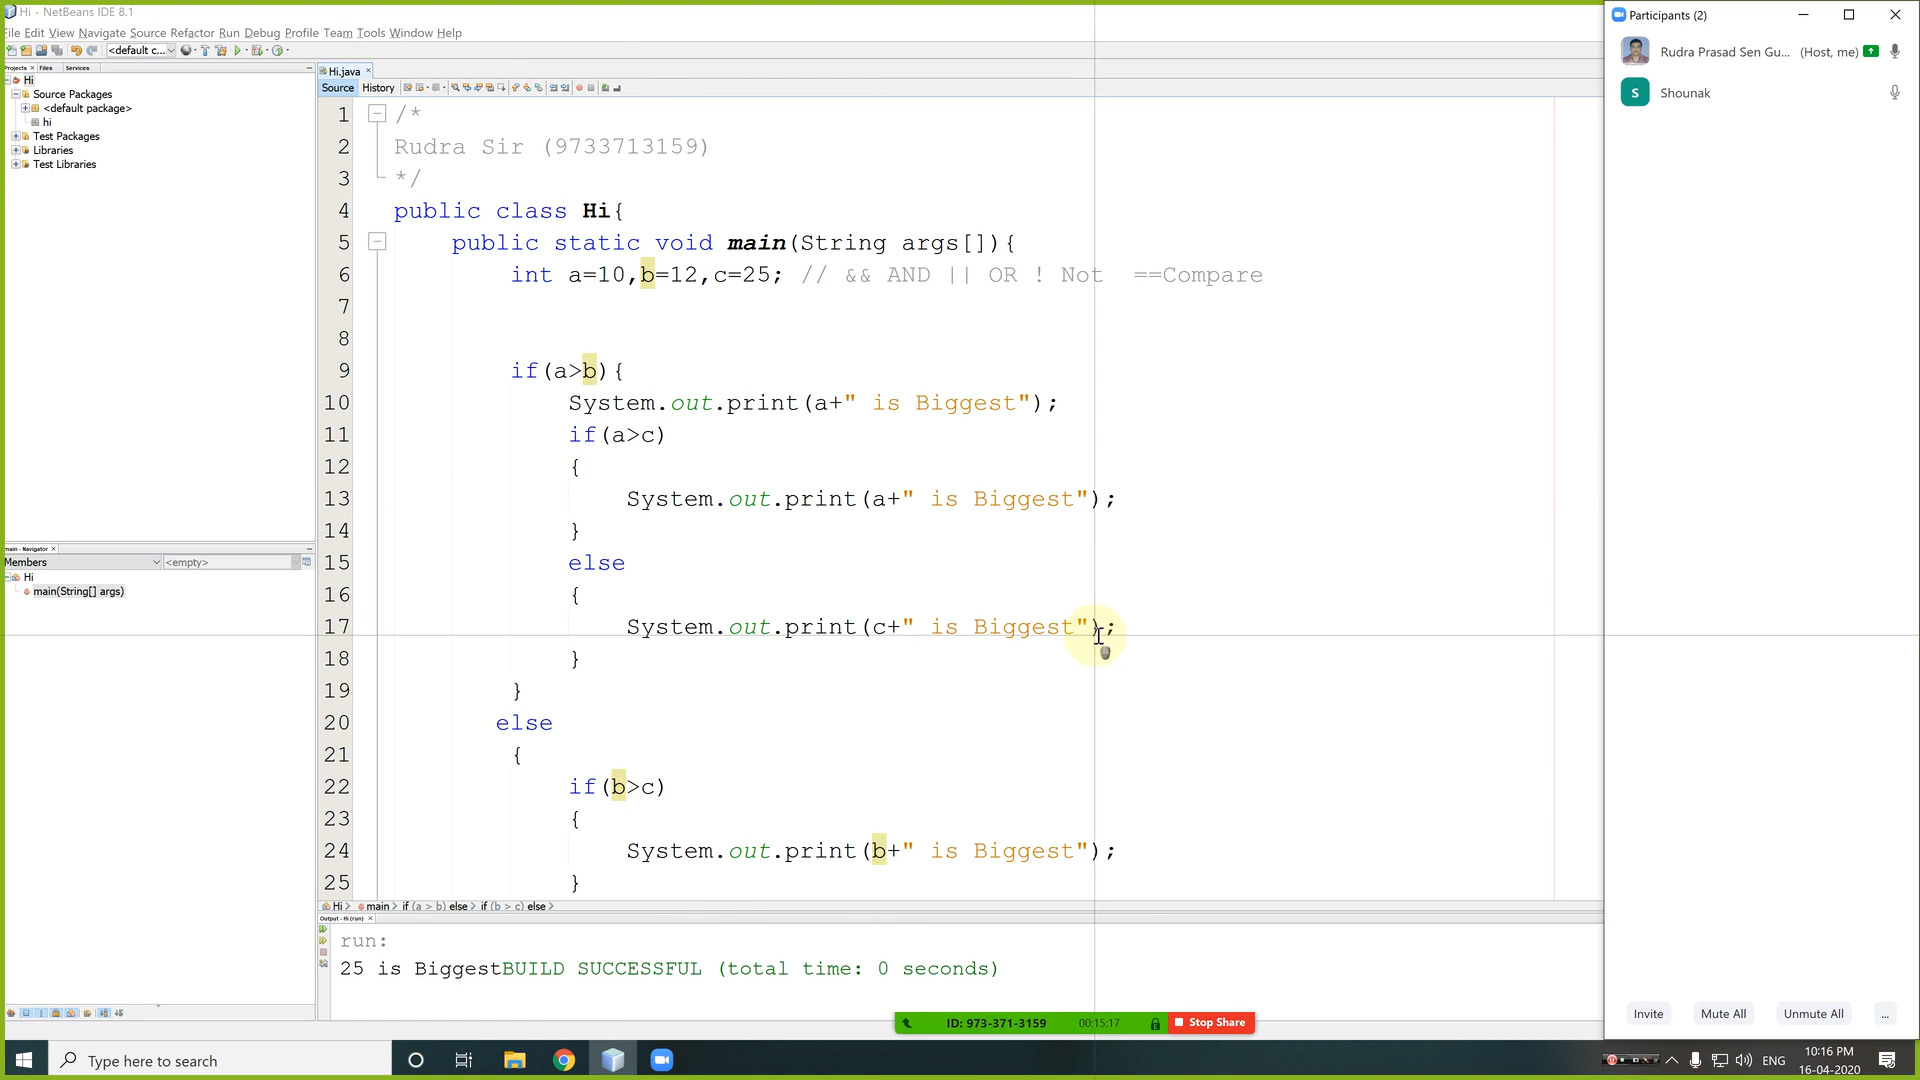 Hi - NetBeans IDE 8.1
File Edit View Navigate Source Refactor Run Debug Profile Team Tools Window Help
<default c...
Projects Files Services
Hi
Source Packages
<default package>
hi
Test Packages
Libraries
Test Libraries
main - Navigator
Members <empty>
Hi
main(String[] args)
Hi.java
Source History
1 /*
2 Rudra Sir (9733713159)
3 */
4 public class Hi{
5 public static void main(String args[]){
6 int a=10,b=12,c=25; // && AND || OR ! Not ==Compare
7
8
9 if(a>b){
10 System.out.print(a+" is Biggest");
11 if(a>c)
12 {
13 System.out.print(a+" is Biggest");
14 }
15 else
16 {
17 System.out.print(c+" is Biggest");
18 }
19 }
20 else
21 {
22 if(b>c)
23 {
24 System.out.print(b+" is Biggest");
25 }
Hi main if (a > b) else if (b > c) else
Output - Hi (run)
run:
25 is BiggestBUILD SUCCESSFUL (total time: 0 seconds)
ID: 973-371-3159 00:15:17 Stop Share
Participants (2)
Rudra Prasad Sen Gu... (Host, me)
S Shounak
Invite Mute All Unmute All ...
Type here to search
ENG
10:16 PM
16-04-2020